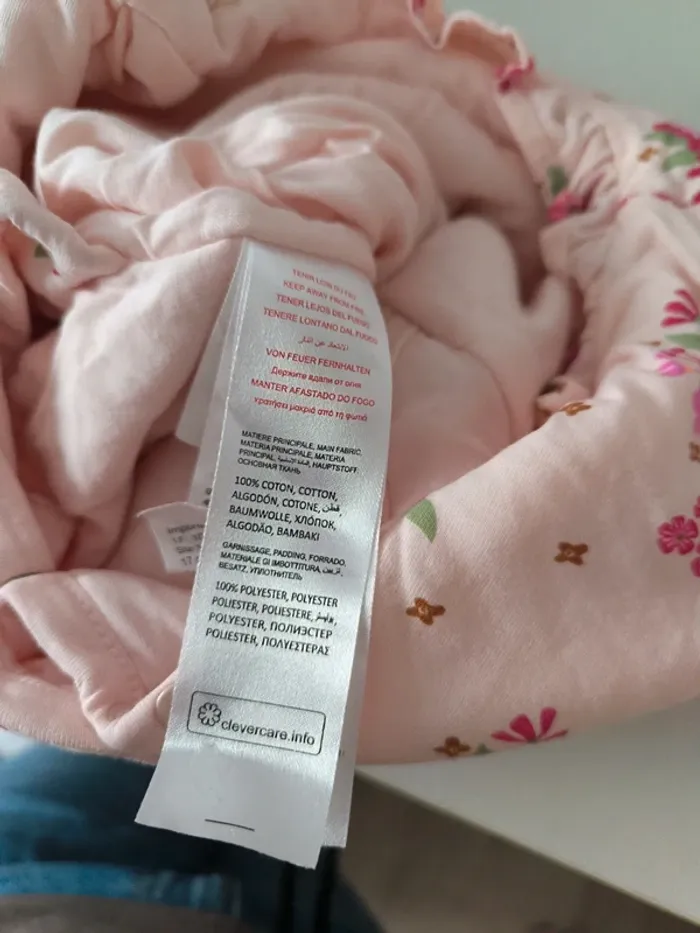 TENIR LOIN DU FEU
KEEP AWAY FROM FIRE
TENER LEJOS DEL FUEGO
TENERE LONTANO DAL FUOCO
VON FEUER FERNHALTEN
Держите вдали от огня
MANTER AFASTADO DO FOGO
κρατήσει μακριά από τη φωτιά
MATIERE PRINCIPALE, MAIN FABRIC,
MATERIA PRINCIPALE, MATERIA
PRINCIPAL, HAUPTSTOFF,
ОСНОВНАЯ ТКАНЬ
100% COTON, COTTON,
ALGODÓN, COTONE, قطن,
BAUMWOLLE, ХЛОПОК,
ALGODÃO, BAMBAKI
GARNISSAGE, PADDING, FORRADO,
MATERIALE GI IMBOTTITURA,
BESATZ, УПЛОТНИТЕЛЬ
100% POLYESTER, POLYESTER
POLIESTER, POLIESTERE,
POLYESTER, ПОЛИЭСТЕР
POLIESTER, ΠΟΛΥΕΣΤΕΡΑΣ
clevercare.info